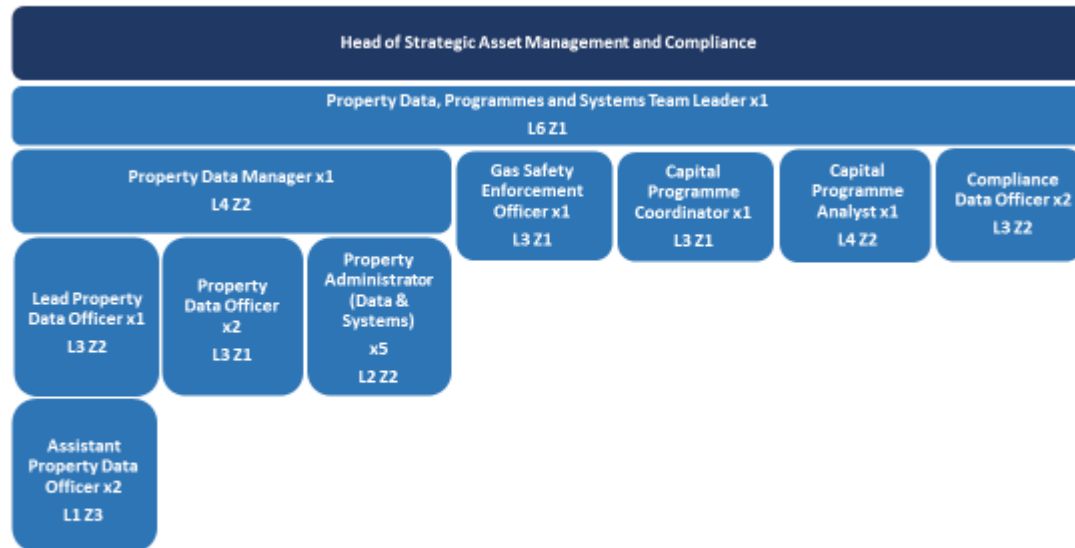 Head of Strategic Asset Management and Compliance
Property Data, Programmes and Systems Team Leader x1
L6 Z1
Property Data Manager x1
L4 Z2
Gas Safety
Enforcement
Officer x1
L3 Z1
Capital
Programme
Coordinator x1
L3 Z1
Capital
Programme
Analyst x1
L4 Z2
Compliance
Data Officer x2
L3 Z2
Lead Property
Data Officer x1
L3 Z2
Property
Data Officer
x2
L3 Z1
Property
Administrator
(Data &
Systems)
x5
L2 Z2
Assistant
Property Data
Officer x2
L1 Z3